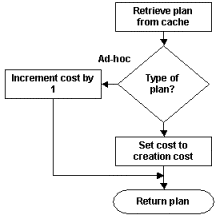 Retrieve plan
from cache
Ad-hoc
Increment cost by
1
Type of
plan?
Set cost to
creation cost
Return plan